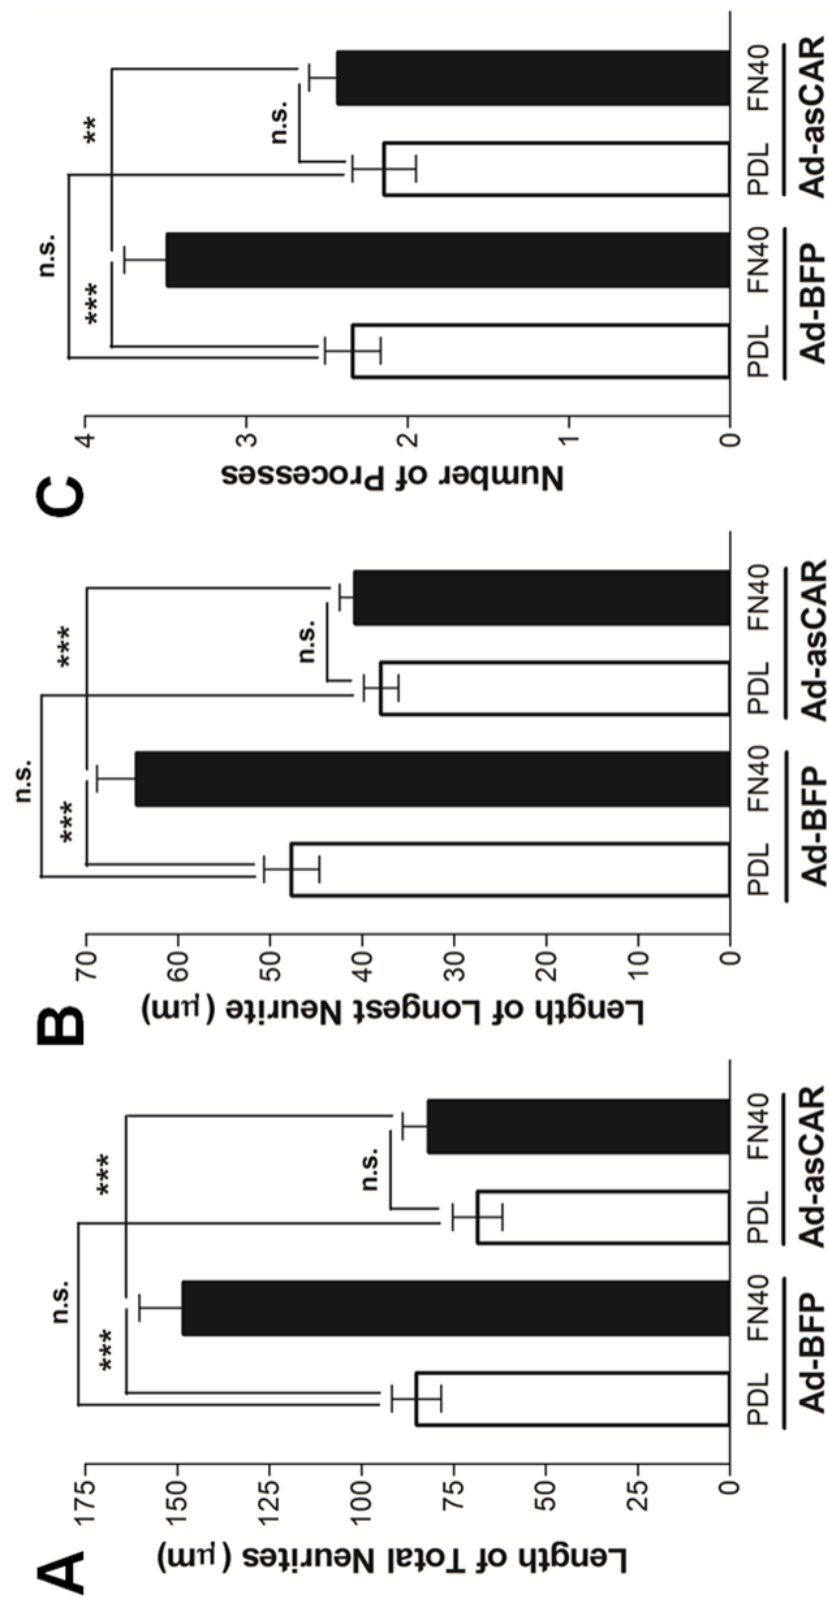 A
Length of Total Neurites (μm)
175
150
125
100
75
50
25
0
n.s.
***
***
n.s.
PDL FN40 PDL FN40
Ad-BFP Ad-asCAR
B
Length of Longest Neurite (μm)
70
60
50
40
30
20
10
0
n.s.
***
***
n.s.
PDL FN40 PDL FN40
Ad-BFP Ad-asCAR
C
Number of Processes
4
3
2
1
0
n.s.
***
**
n.s.
PDL FN40 PDL FN40
Ad-BFP Ad-asCAR